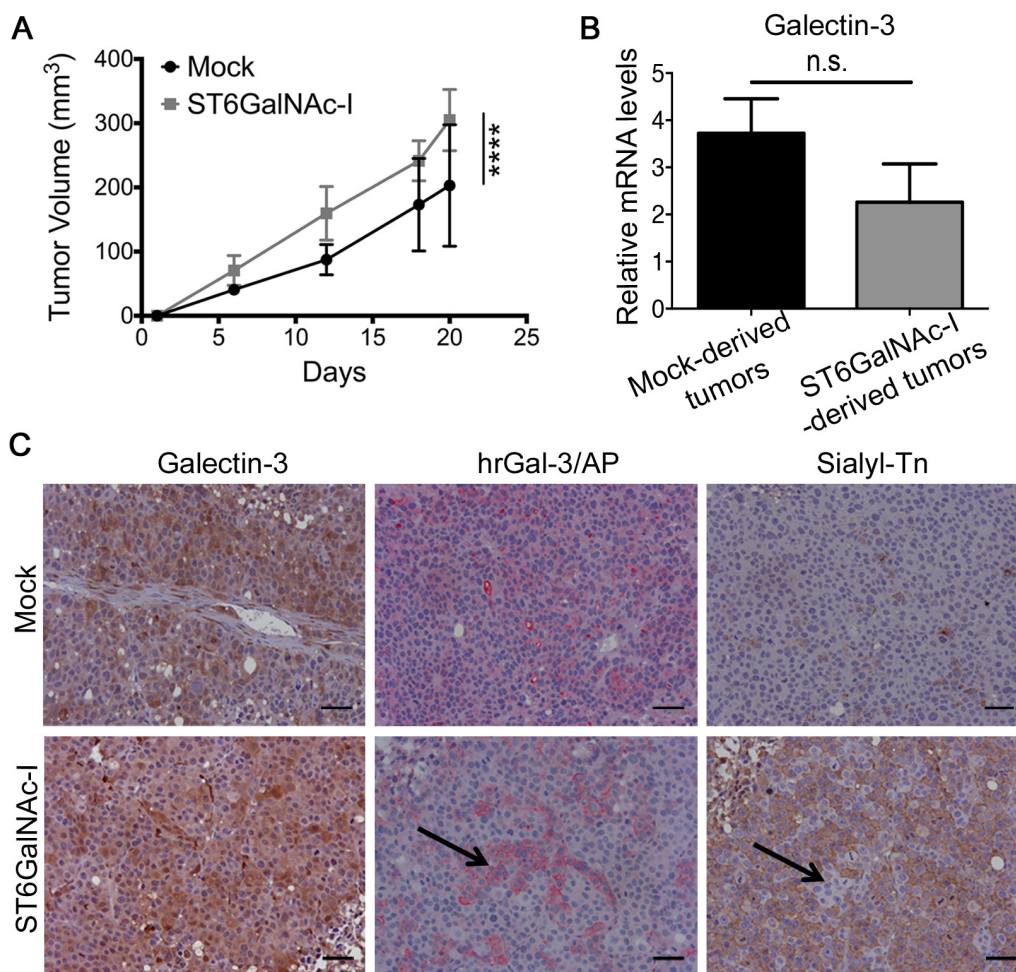 A
400
300
200
100
0
Tumor Volume (mm³)
Mock
ST6GalNAc-I
****
0 5 10 15 20 25
Days
B
Galectin-3
n.s.
5
4
3
2
1
0
Relative mRNA levels
Mock-derived
tumors
ST6GalNAc-I
-derived tumors
C
Galectin-3 hrGal-3/AP Sialyl-Tn
Mock
ST6GalNAc-I